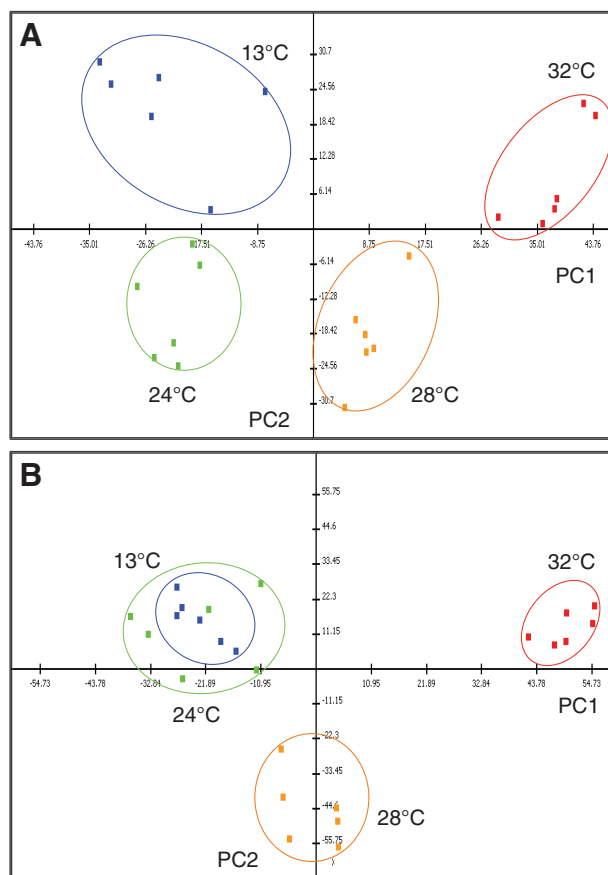 A
13°C
32°C
30.7
24.56
18.42
12.28
6.14
-43.76 -35.01 -26.26 -17.51 -8.75 8.75 17.51 26.26 35.01 43.76
PC1
-6.14
-12.28
-18.42
-24.56
-30.7
24°C
PC2
28°C
B
13°C
32°C
55.75
44.6
33.45
22.3
11.15
-54.73 -43.78 -32.84 -21.89 -10.95 10.95 21.89 32.84 43.78 54.73
24°C
PC1
-11.15
-22.3
-33.45
-44.6
-55.75
28°C
PC2